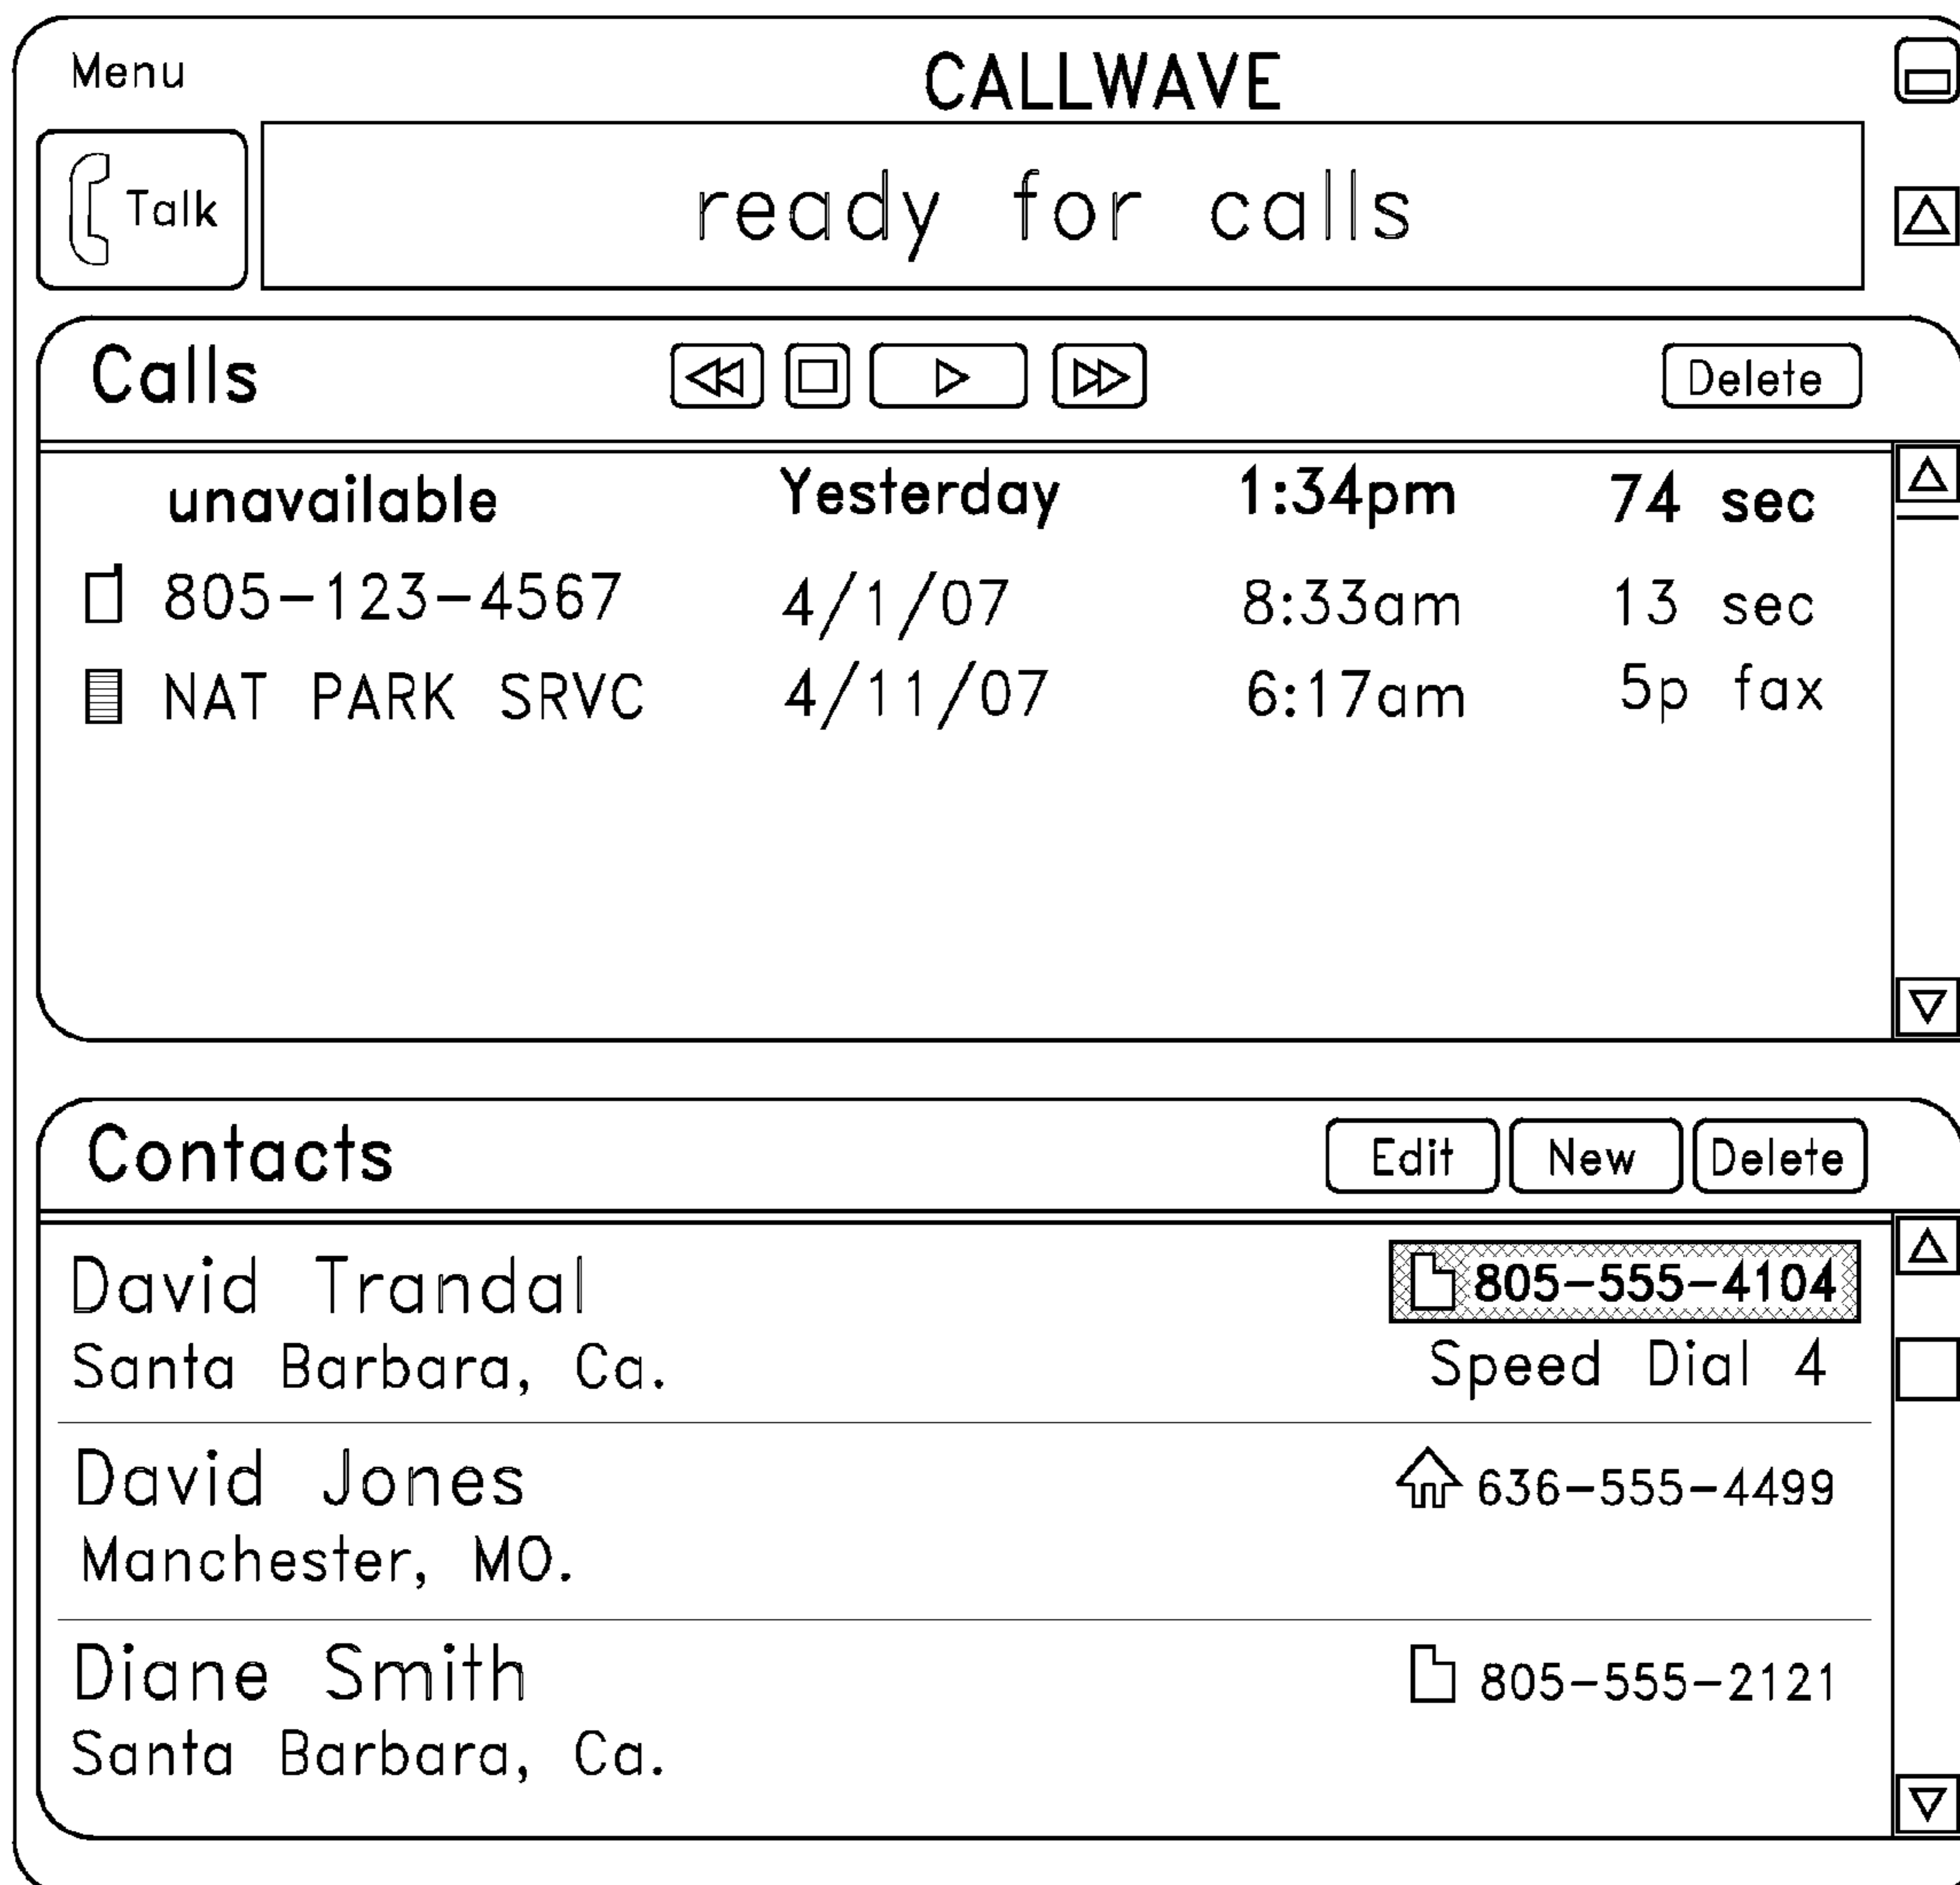 Menu CALLWAVE
Talk ready for calls
Calls Delete
unavailable Yesterday 1:34pm 74 sec
805-123-4567 4/1/07 8:33am 13 sec
NAT PARK SRVC 4/11/07 6:17am 5p fax
Contacts Edit New Delete
David Trandal 805-555-4104
Santa Barbara, Ca. Speed Dial 4
David Jones 636-555-4499
Manchester, MO.
Diane Smith 805-555-2121
Santa Barbara, Ca.